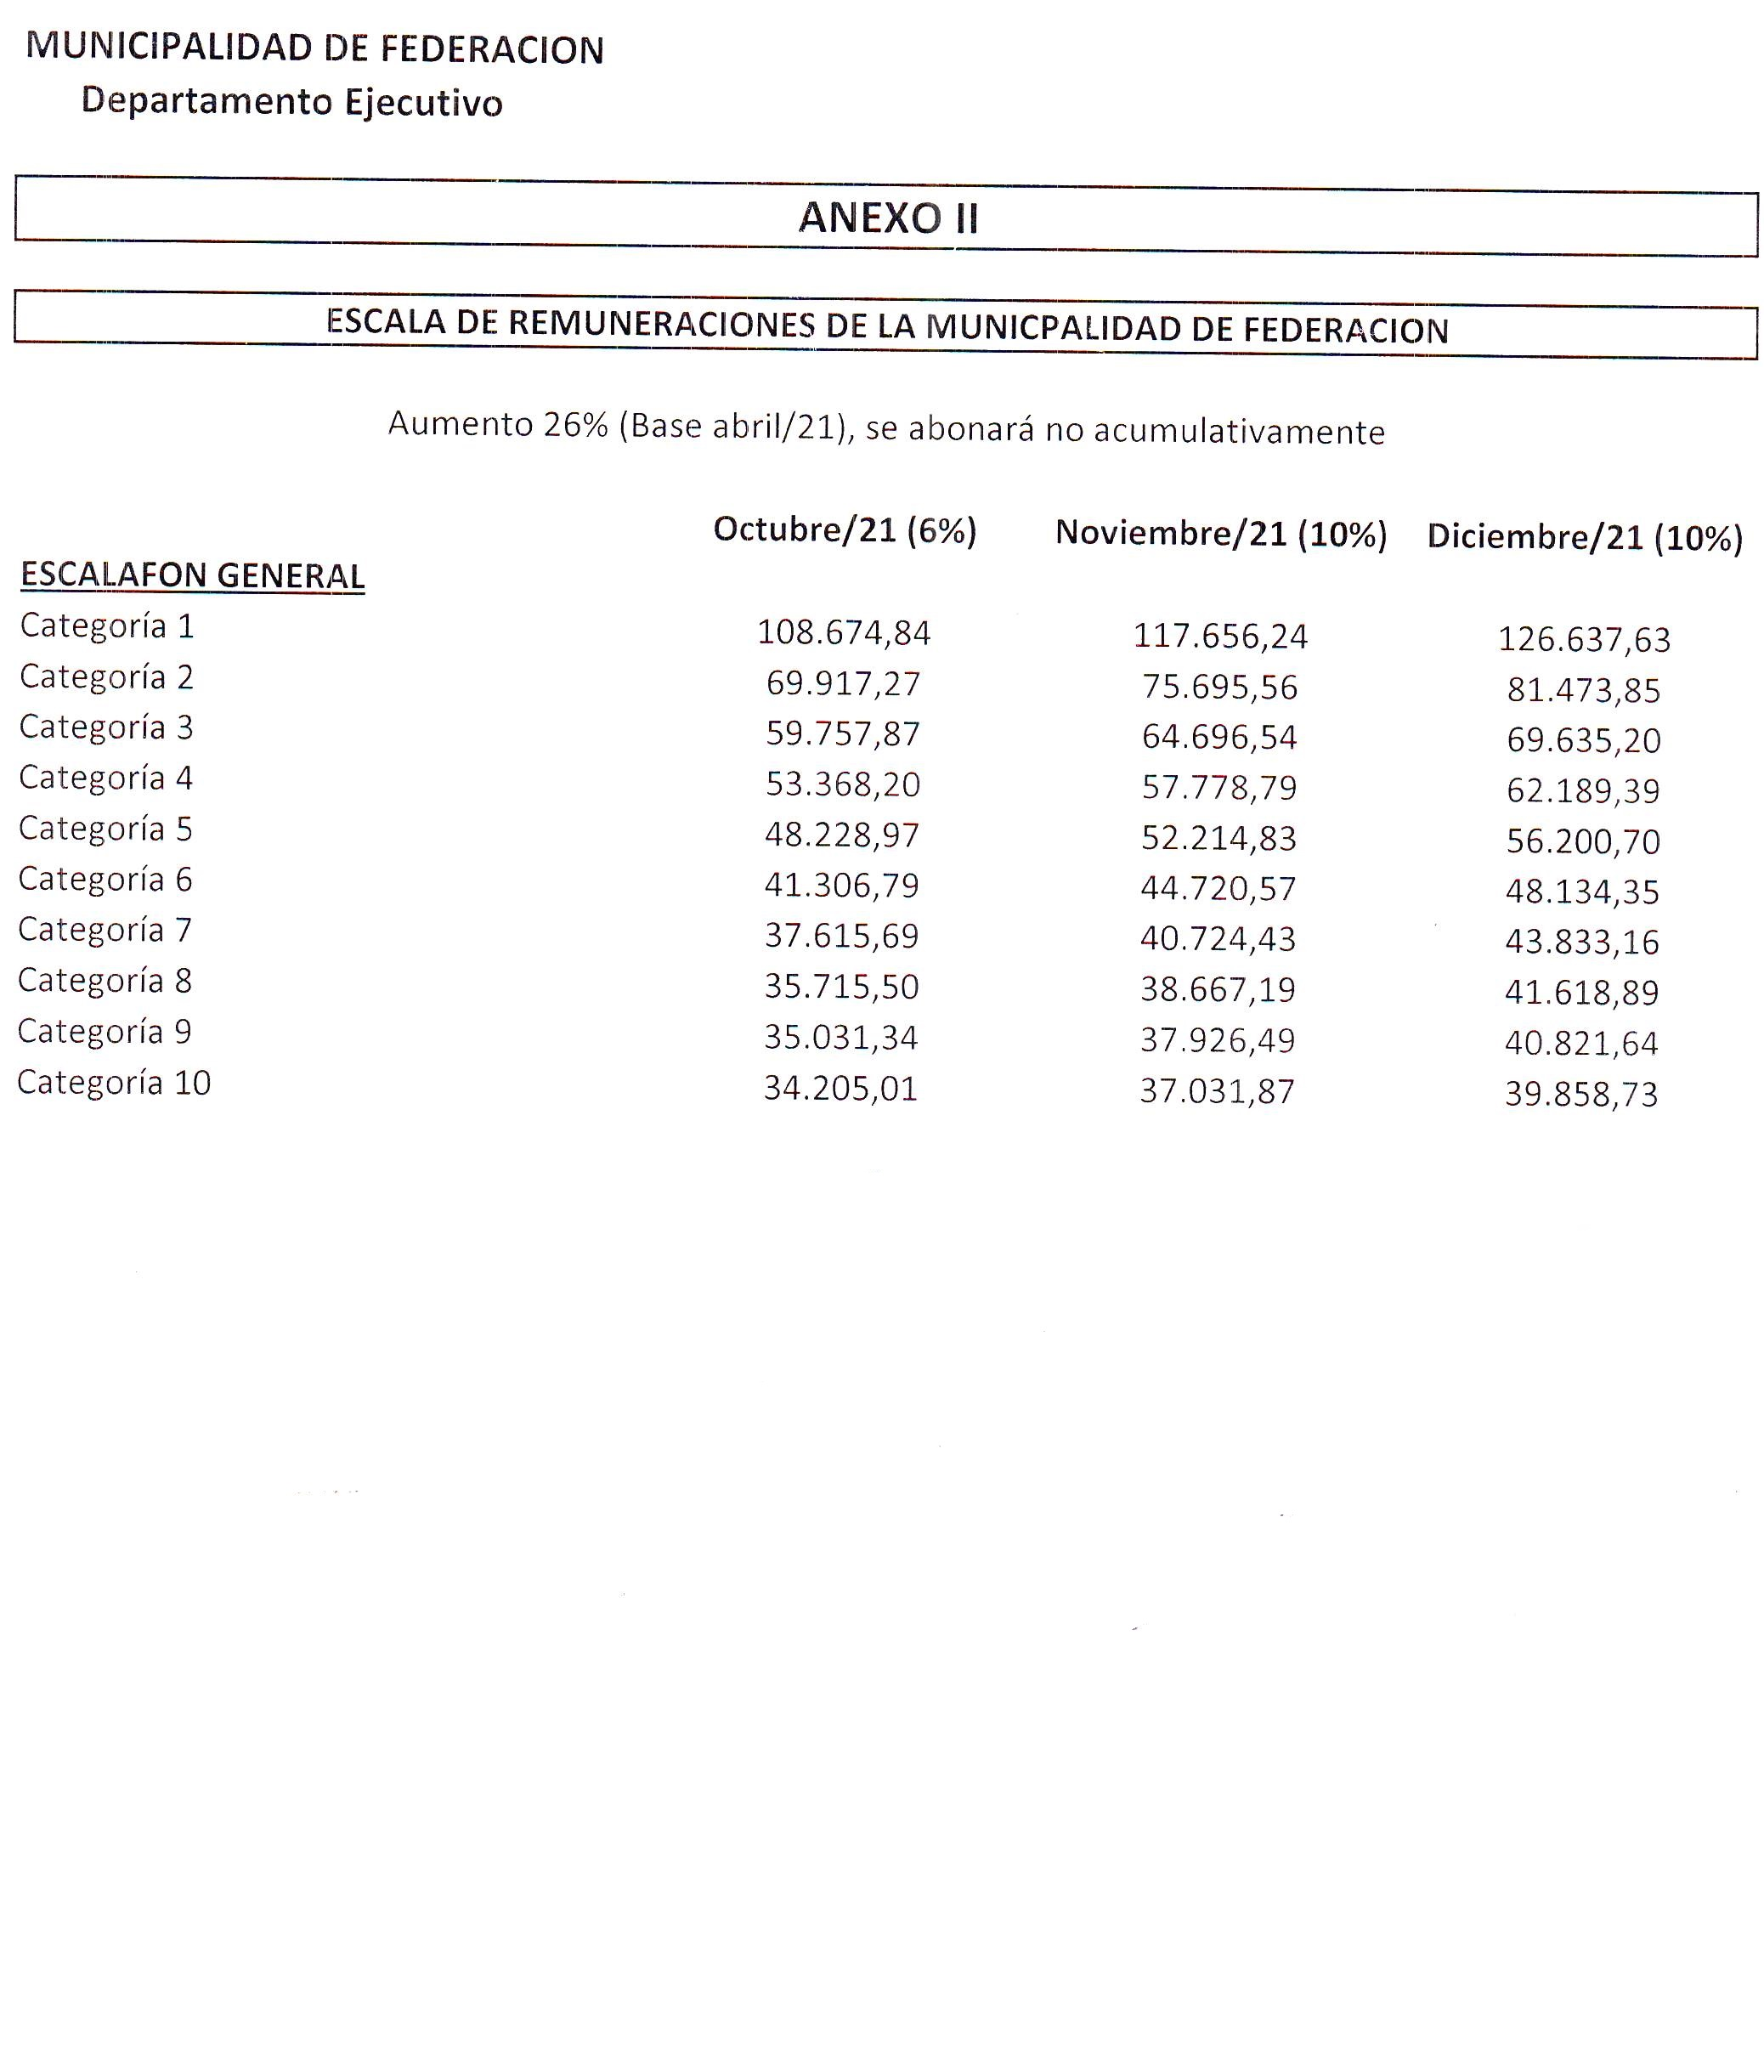 MUNICIPALIDAD DE FEDERACION
Departamento Ejecutivo
ANEXO II
ESCALA DE REMUNERACIONES DE LA MUNICPALIDAD DE FEDERACION
Aumento 26% (Base abril/21), se abonará no acumulativamente
Octubre/21 (6%) Noviembre/21 (10%) Diciembre/21 (10%)
ESCALAFON GENERAL
Categoría 1 108.674,84 117.656,24 126.637,63
Categoría 2 69.917,27 75.695,56 81.473,85
Categoría 3 59.757,87 64.696,54 69.635,20
Categoría 4 53.368,20 57.778,79 62.189,39
Categoría 5 48.228,97 52.214,83 56.200,70
Categoría 6 41.306,79 44.720,57 48.134,35
Categoría 7 37.615,69 40.724,43 43.833,16
Categoría 8 35.715,50 38.667,19 41.618,89
Categoría 9 35.031,34 37.926,49 40.821,64
Categoría 10 34.205,01 37.031,87 39.858,73